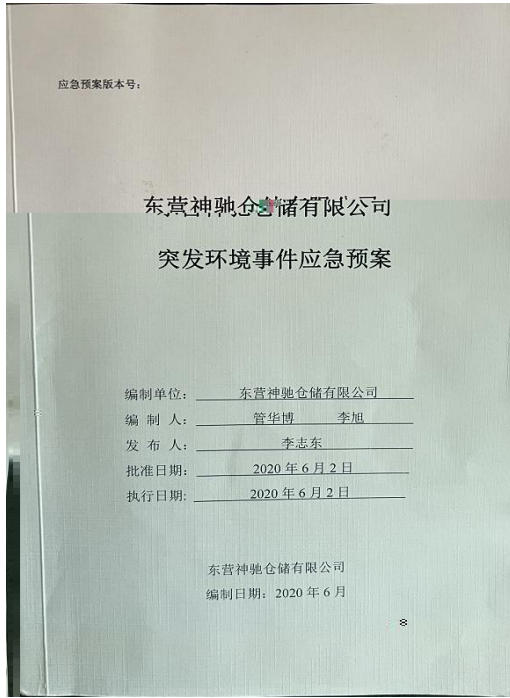 应急预案版本号：
东营神驰仓储有限公司
突发环境事件应急预案
编制单位： 东营神驰仓储有限公司
编 制 人： 管华博 李旭
发 布 人： 李志东
批准日期： 2020 年 6 月 2 日
执行日期： 2020 年 6 月 2 日
东营神驰仓储有限公司
编制日期：2020 年 6 月